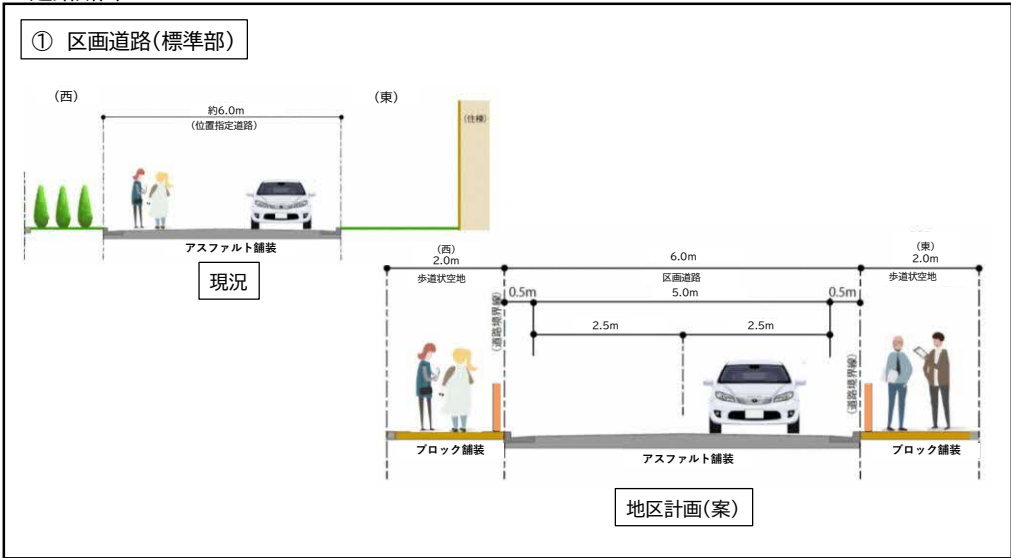 ① 区画道路(標準部)
(西)
(東)
約6.0m
(位置指定道路)
(住棟)
アスファルト舗装
現況
(西)
2.0m
歩道状空地
6.0m
区画道路
(東)
2.0m
歩道状空地
0.5m
5.0m
0.5m
2.5m
2.5m
(道路境界線)
(道路境界線)
ブロック舗装
アスファルト舗装
ブロック舗装
地区計画(案)